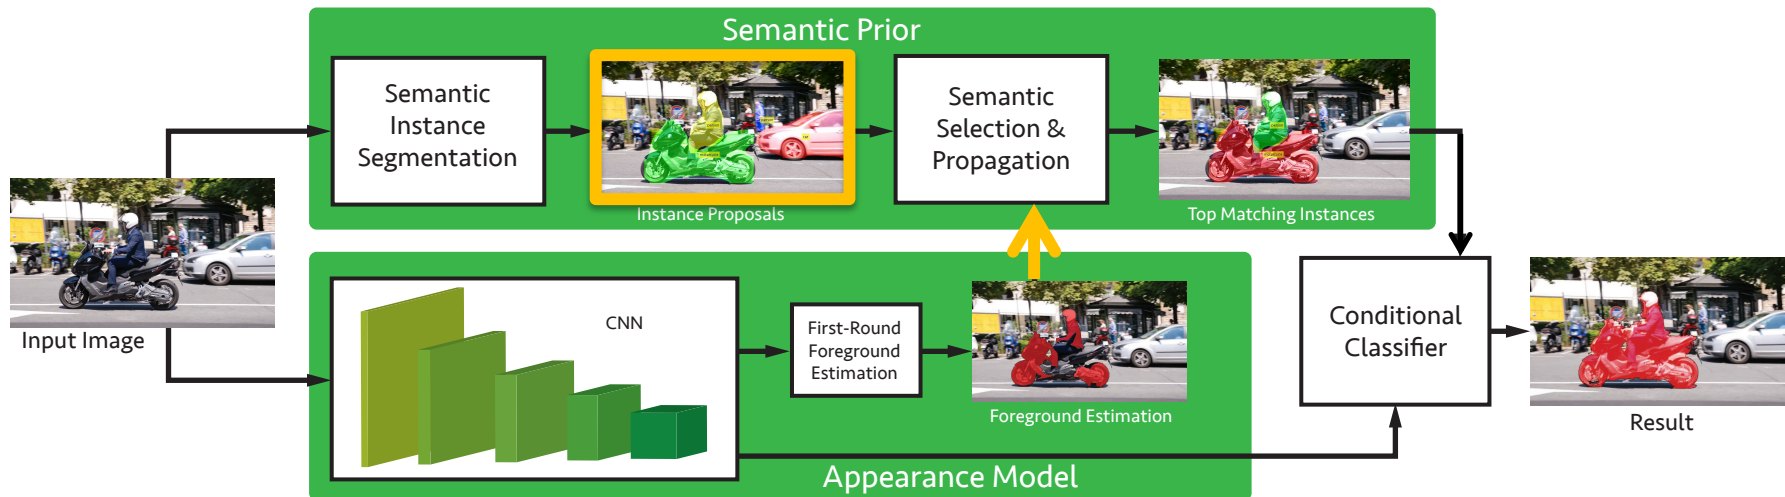 Semantic Prior
Semantic
Instance
Segmentation
Instance Proposals
Semantic
Selection &
Propagation
Top Matching Instances
Input Image
CNN
First-Round
Foreground
Estimation
Foreground Estimation
Appearance Model
Conditional
Classifier
Result